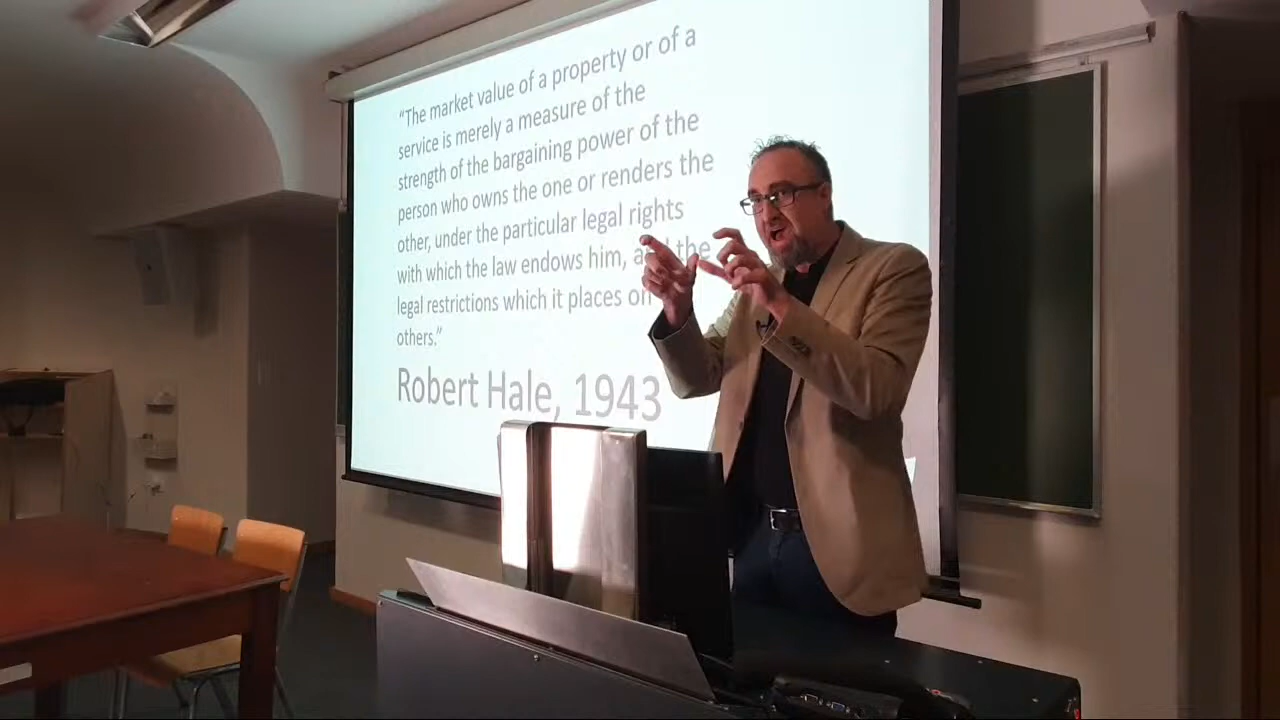 “The market value of a property or of a
service is merely a measure of the
strength of the bargaining power of the
person who owns the one or renders the
other, under the particular legal rights
with which the law endows him, and the
legal restrictions which it places on
others.”
Robert Hale, 1943